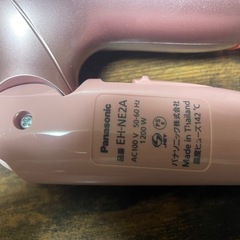 Panasonic
品番 EH-NE2A
AC100 V 50-60 Hz
1200 W
パナソニック株式会社
Made in Thailand
温度ヒューズ142 ℃